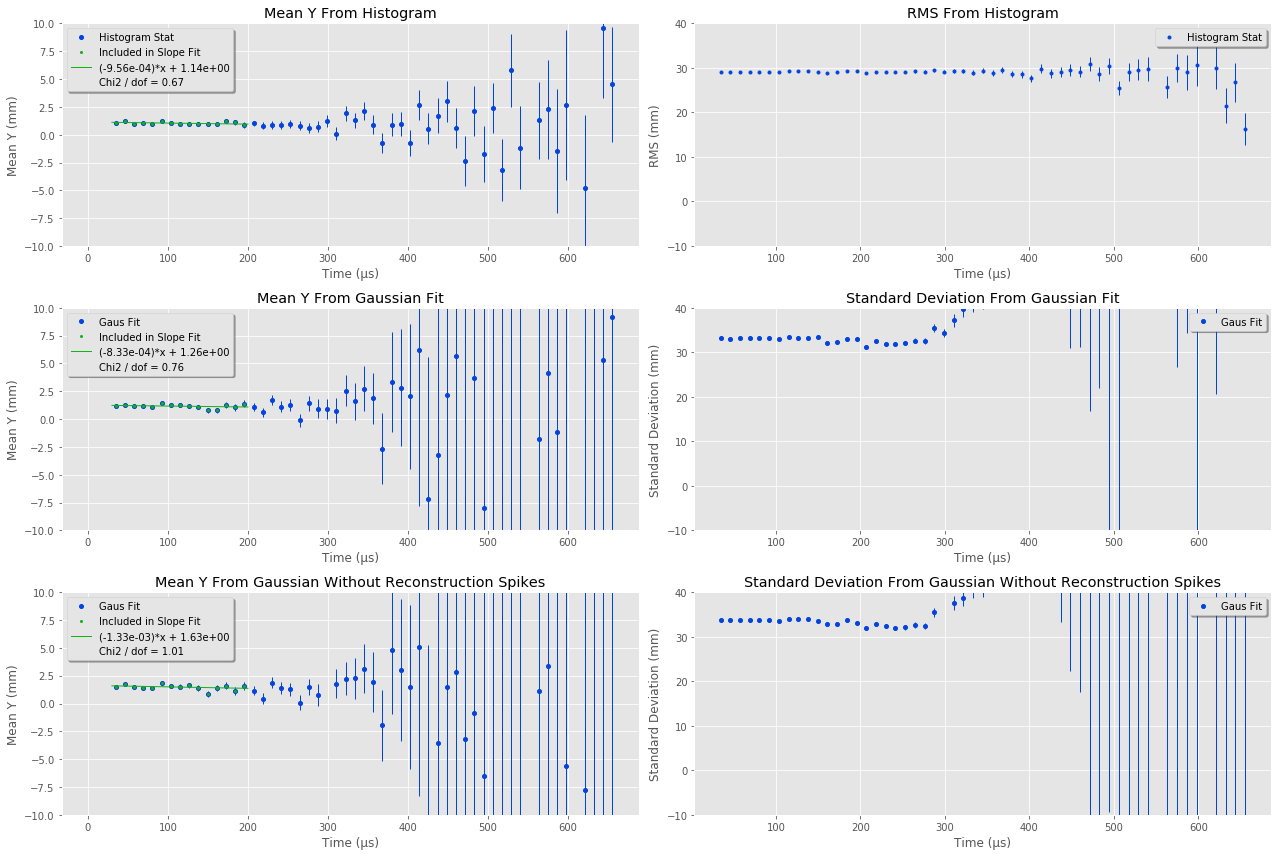 Mean Y From Histogram
10.0
7.5
5.0
2.5
0.0
−2.5
−5.0
−7.5
−10.0
Mean Y (mm)
Histogram Stat
Included in Slope Fit
(-9.56e-04)*x + 1.14e+00
Chi2 / dof = 0.67
0 100 200 300 400 500 600
Time (μs)
RMS From Histogram
40
30
20
10
0
−10
RMS (mm)
Histogram Stat
100 200 300 400 500 600
Time (μs)
Mean Y From Gaussian Fit
10.0
7.5
5.0
2.5
0.0
−2.5
−5.0
−7.5
−10.0
Mean Y (mm)
Gaus Fit
Included in Slope Fit
(-8.33e-04)*x + 1.26e+00
Chi2 / dof = 0.76
0 100 200 300 400 500 600
Time (μs)
Standard Deviation From Gaussian Fit
40
30
20
10
0
−10
Standard Deviation (mm)
Gaus Fit
100 200 300 400 500 600
Time (μs)
Mean Y From Gaussian Without Reconstruction Spikes
10.0
7.5
5.0
2.5
0.0
−2.5
−5.0
−7.5
−10.0
Mean Y (mm)
Gaus Fit
Included in Slope Fit
(-1.33e-03)*x + 1.63e+00
Chi2 / dof = 1.01
0 100 200 300 400 500 600
Time (μs)
Standard Deviation From Gaussian Without Reconstruction Spikes
40
30
20
10
0
−10
Standard Deviation (mm)
Gaus Fit
100 200 300 400 500 600
Time (μs)